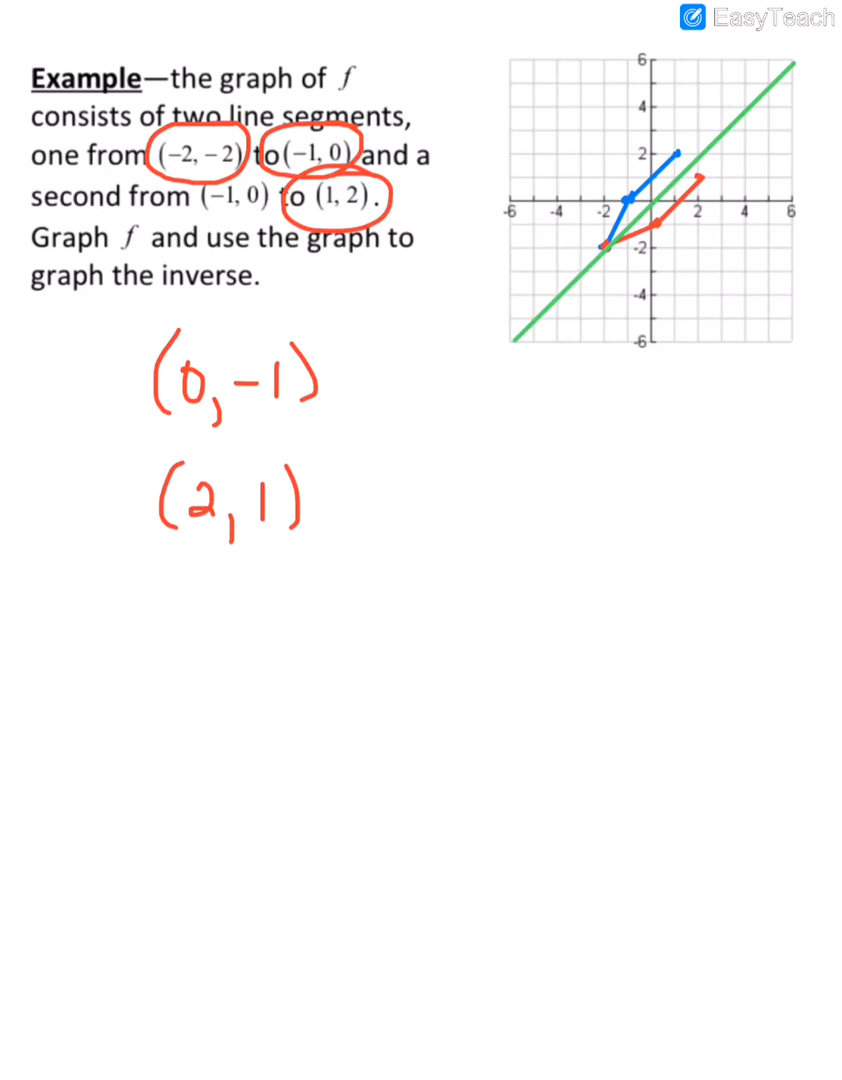 EasyTeach
Example—the graph of f
consists of two line segments,
one from (−2, −2) to (−1, 0) and a
second from (−1, 0) to (1, 2).
Graph f and use the graph to
graph the inverse.
(0, -1)
(2, 1)
6
4
2
-6 -4 -2 2 4 6
-2
-4
-6